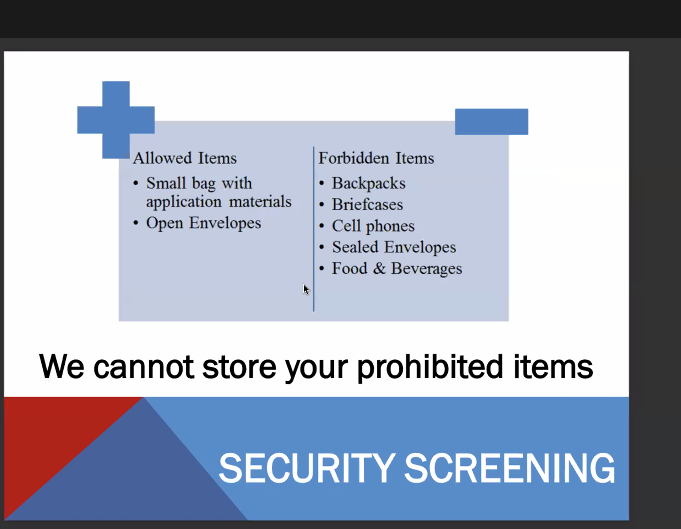 Allowed Items
• Small bag with
application materials
• Open Envelopes
Forbidden Items
• Backpacks
• Briefcases
• Cell phones
• Sealed Envelopes
• Food & Beverages
We cannot store your prohibited items
SECURITY SCREENING